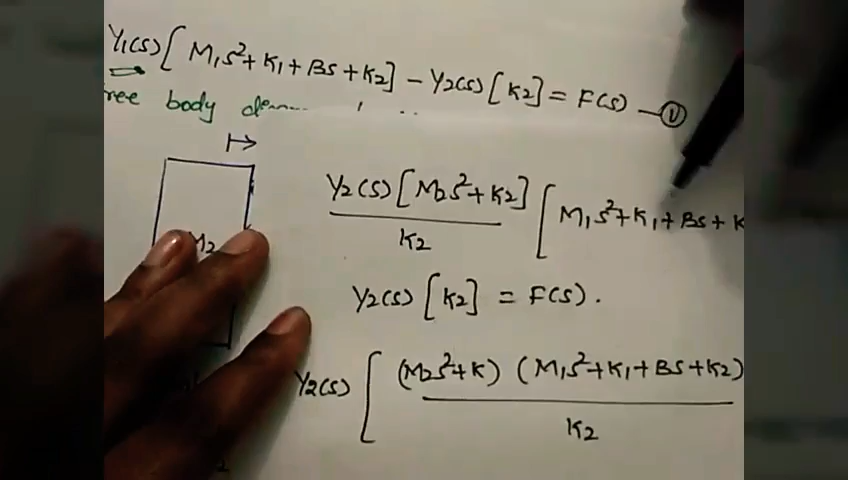 Y1(s) [ M1s²+K1+Bs+K2] - Y2(s) [K2] = F(s) —(V)
ree body
M2
Y2(s) [M2s²+K2] [ M1s²+K1+Bs+K
K2
Y2(s) [K2] = F(s).
Y2(s) [ (M2s²+K) (M1s²+K1+Bs+K2)
K2